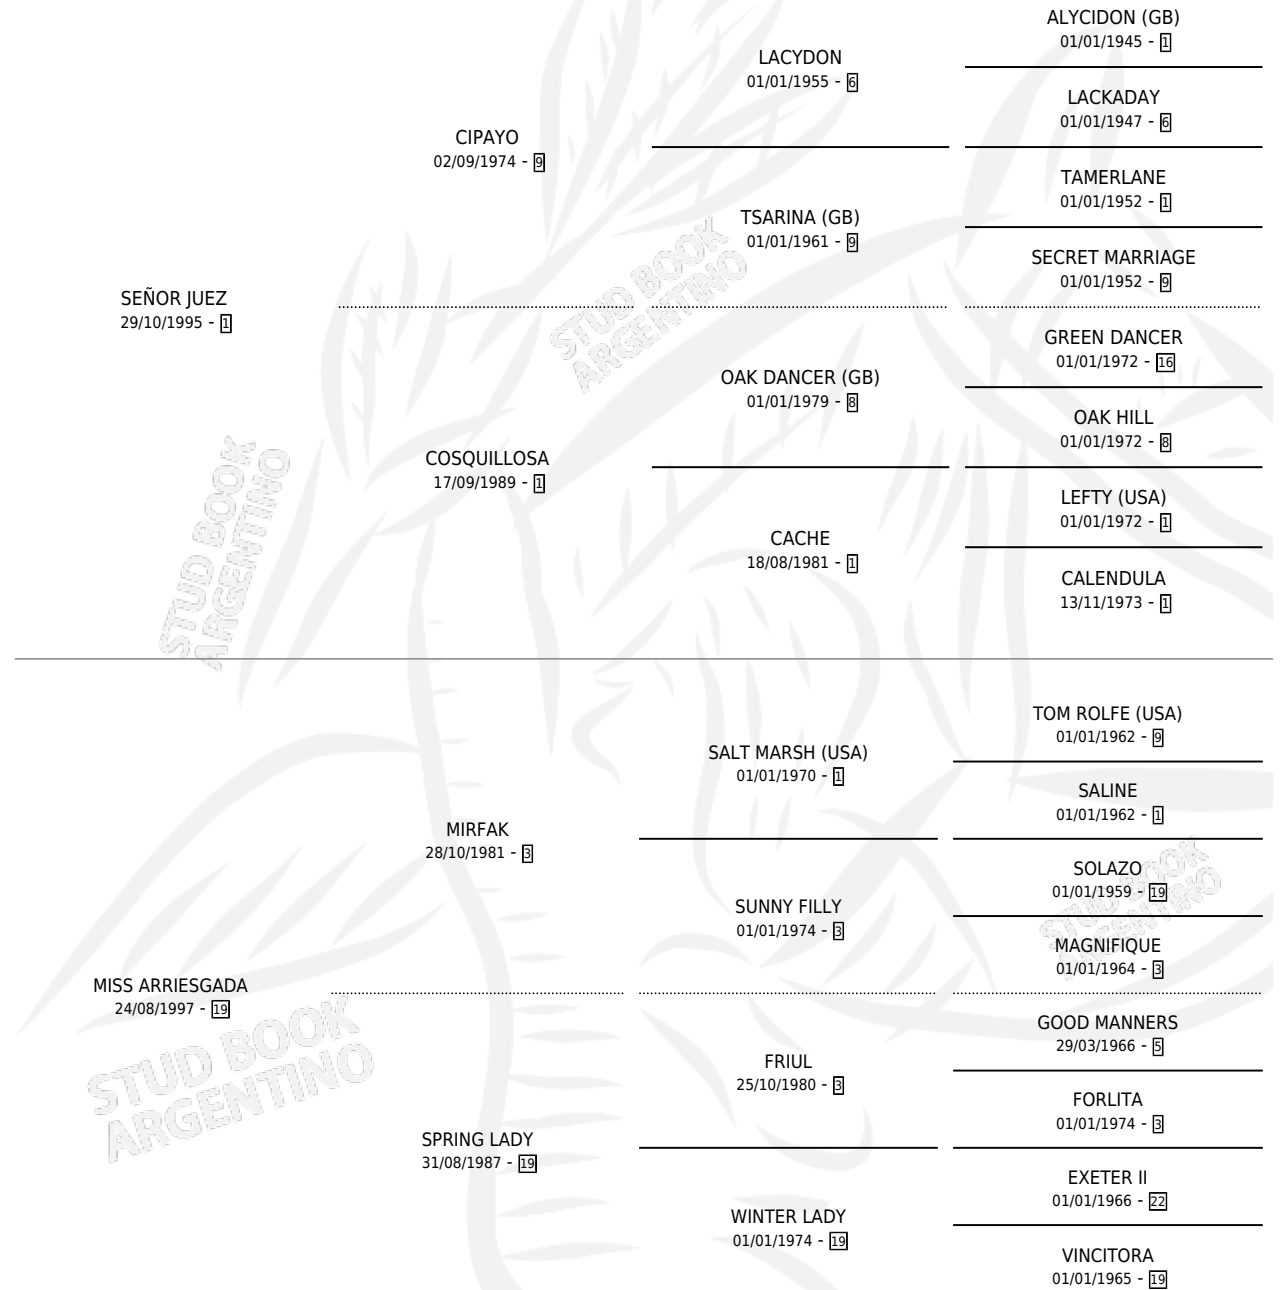 ALYCIDON (GB)
01/01/1945 - 1
LACYDON
01/01/1955 - 6
LACKADAY
01/01/1947 - 6
CIPAYO
02/09/1974 - 9
TAMERLANE
01/01/1952 - 1
TSARINA (GB)
01/01/1961 - 9
SECRET MARRIAGE
01/01/1952 - 9
SEÑOR JUEZ
29/10/1995 - 1
GREEN DANCER
01/01/1972 - 16
OAK DANCER (GB)
01/01/1979 - 8
OAK HILL
01/01/1972 - 8
COSQUILLOSA
17/09/1989 - 1
LEFTY (USA)
01/01/1972 - 1
CACHE
18/08/1981 - 1
CALENDULA
13/11/1973 - 1
TOM ROLFE (USA)
01/01/1962 - 9
SALT MARSH (USA)
01/01/1970 - 1
SALINE
01/01/1962 - 1
MIRFAK
28/10/1981 - 3
SOLAZO
01/01/1959 - 19
SUNNY FILLY
01/01/1974 - 3
MAGNIFIQUE
01/01/1964 - 3
MISS ARRIESGADA
24/08/1997 - 19
GOOD MANNERS
29/03/1966 - 5
FRIUL
25/10/1980 - 3
FORLITA
01/01/1974 - 3
SPRING LADY
31/08/1987 - 19
EXETER II
01/01/1966 - 22
WINTER LADY
01/01/1974 - 19
VINCITORA
01/01/1965 - 19
STUD BOOK
ARGENTINO
STUD BOOK
ARGENTINO
STUD BOOK
ARGENTINO
STUD BOOK
ARGENTINO